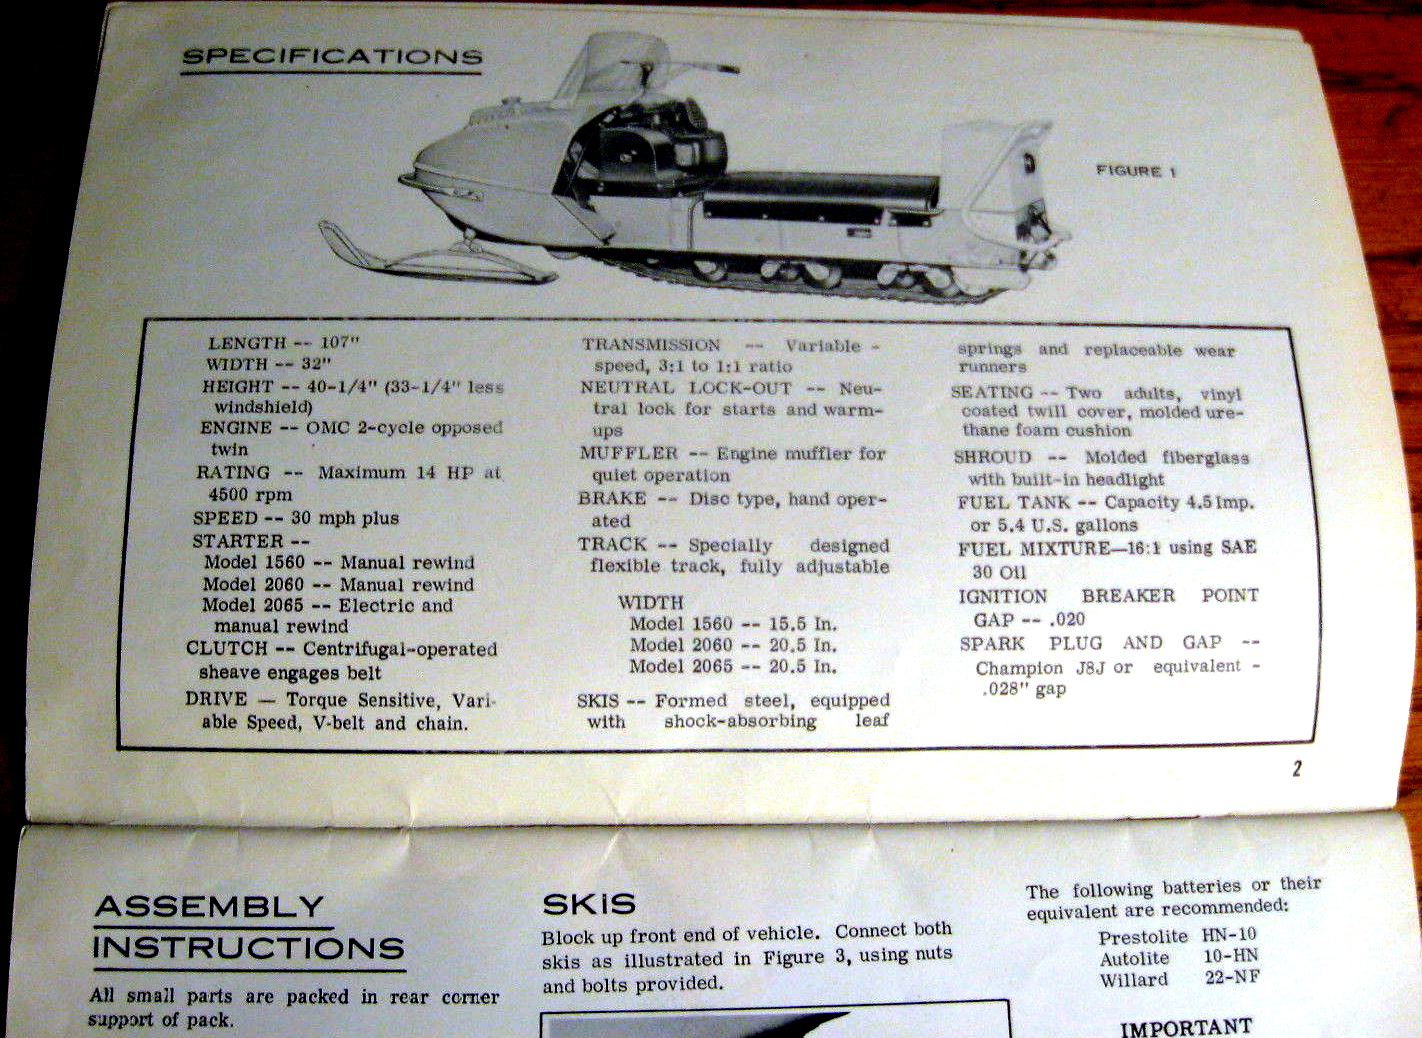 SPECIFICATIONS
FIGURE 1
LENGTH -- 107"
WIDTH -- 32"
HEIGHT -- 40-1/4" (33-1/4" less
windshield)
ENGINE -- OMC 2-cycle opposed
twin
RATING -- Maximum 14 HP at
4500 rpm
SPEED -- 30 mph plus
STARTER --
Model 1560 -- Manual rewind
Model 2060 -- Manual rewind
Model 2065 -- Electric and
manual rewind
CLUTCH -- Centrifugal-operated
sheave engages belt
DRIVE — Torque Sensitive, Vari-
able Speed, V-belt and chain.
TRANSMISSION -- Variable -
speed, 3:1 to 1:1 ratio
NEUTRAL LOCK-OUT -- Neu-
tral lock for starts and warm-
ups
MUFFLER -- Engine muffler for
quiet operation
BRAKE -- Disc type, hand oper-
ated
TRACK -- Specially designed
flexible track, fully adjustable
WIDTH
Model 1560 -- 15.5 In.
Model 2060 -- 20.5 In.
Model 2065 -- 20.5 In.
SKIS -- Formed steel, equipped
with shock-absorbing leaf
springs and replaceable wear
runners
SEATING -- Two adults, vinyl
coated twill cover, molded ure-
thane foam cushion
SHROUD -- Molded fiberglass
with built-in headlight
FUEL TANK -- Capacity 4.5 Imp.
or 5.4 U.S. gallons
FUEL MIXTURE—16:1 using SAE
30 Oil
IGNITION BREAKER POINT
GAP -- .020
SPARK PLUG AND GAP --
Champion J8J or equivalent -
.028" gap
2
ASSEMBLY
INSTRUCTIONS
All small parts are packed in rear corner
support of pack.
SKiS
Block up front end of vehicle. Connect both
skis as illustrated in Figure 3, using nuts
and bolts provided.
The following batteries or their
equivalent are recommended:
Prestolite HN-10
Autolite 10-HN
Willard 22-NF
IMPORTANT